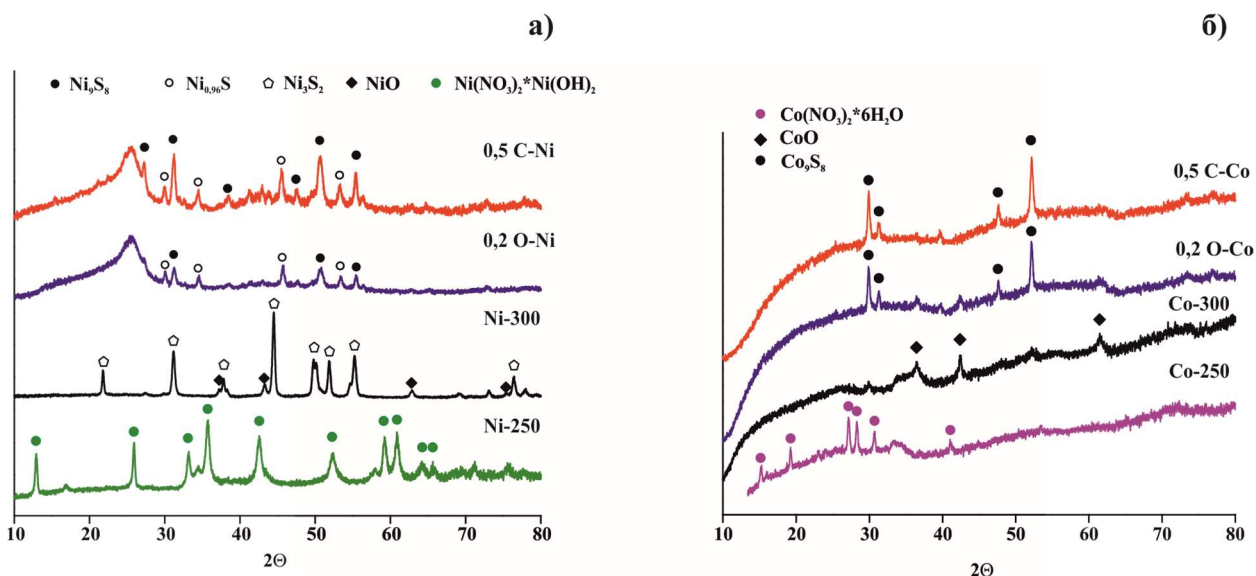 а)
Ni₉S₈ Ni₀,₉₆S Ni₃S₂ NiO Ni(NO₃)₂*Ni(OH)₂
0,5 C-Ni
0,2 O-Ni
Ni-300
Ni-250
10 20 30 40 50 60 70 80
2Θ
б)
Co(NO₃)₂*6H₂O
CoO
Co₉S₈
0,5 C-Co
0,2 O-Co
Co-300
Co-250
10 20 30 40 50 60 70 80
2Θ